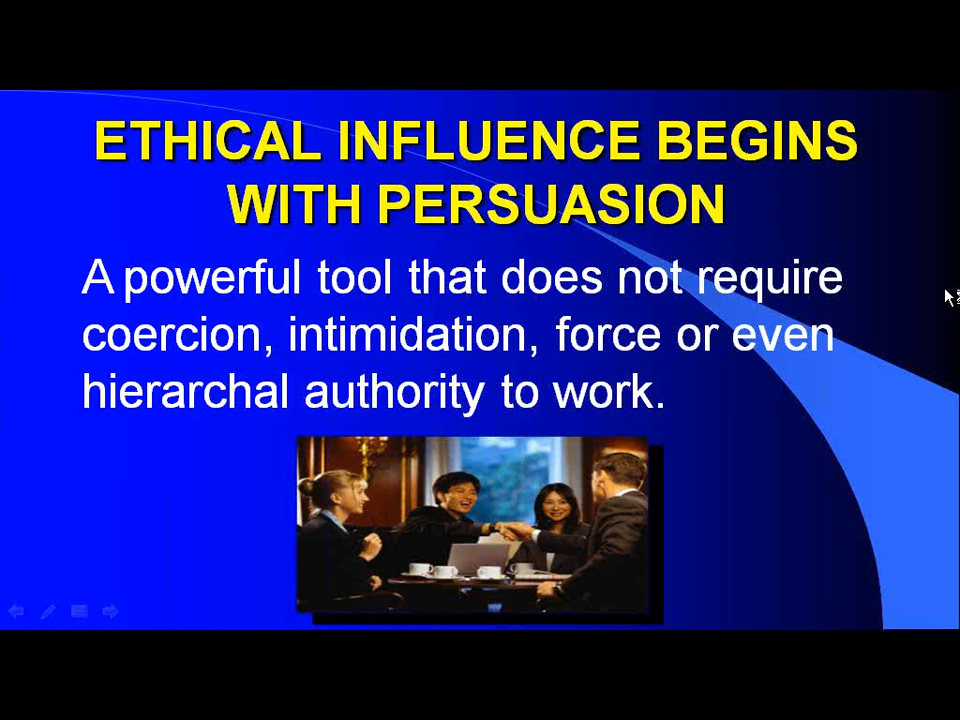 ETHICAL INFLUENCE BEGINS
WITH PERSUASION
A powerful tool that does not require
coercion, intimidation, force or even
hierarchal authority to work.